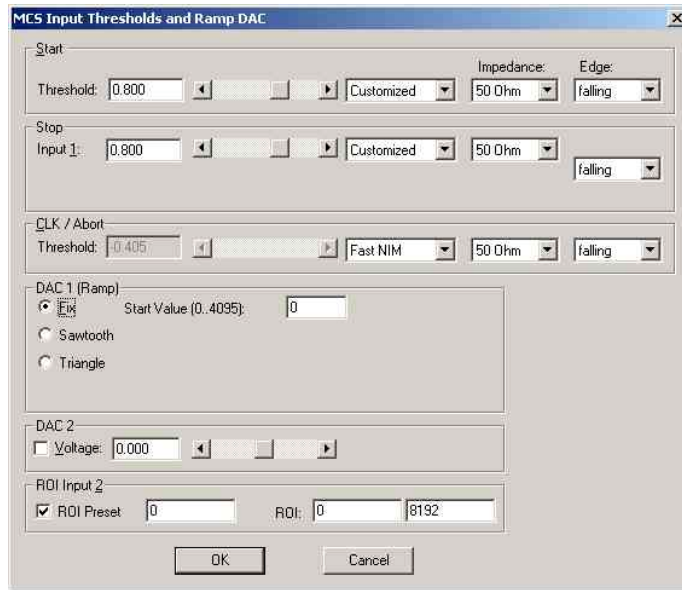 MCS Input Thresholds and Ramp DAC
Start
Impedance: Edge:
Threshold: 0.800 Customized 50 Ohm falling
Stop
Input 1: 0.800 Customized 50 Ohm
falling
CLK / Abort
Threshold: -0.405 Fast NIM 50 Ohm falling
DAC 1 (Ramp)
Fix Start Value (0..4095): 0
Sawtooth
Triangle
DAC 2
Voltage: 0.000
ROI Input 2
ROI Preset 0 ROI: 0 8192
OK Cancel